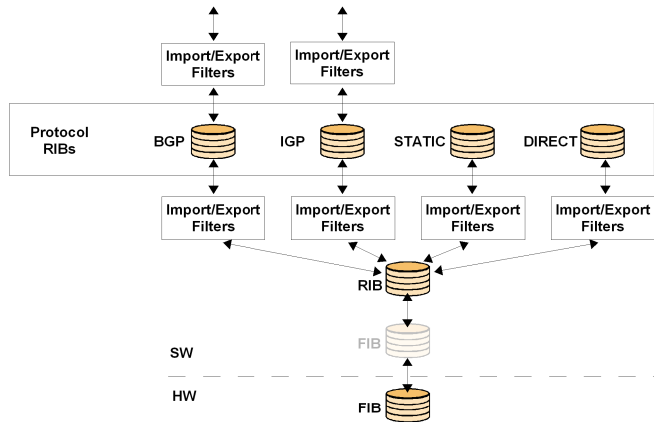 Import/Export
Filters
Import/Export
Filters
Protocol
RIBs
BGP
IGP
STATIC
DIRECT
Import/Export
Filters
Import/Export
Filters
Import/Export
Filters
Import/Export
Filters
RIB
FIB
SW
HW
FIB